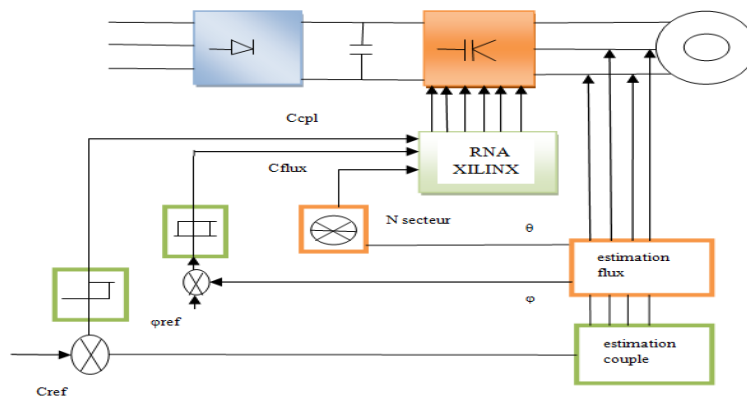 Ccpl
Cflux
RNA
XILINX
N secteur
θ
estimation
flux
φ
φref
estimation
couple
Cref